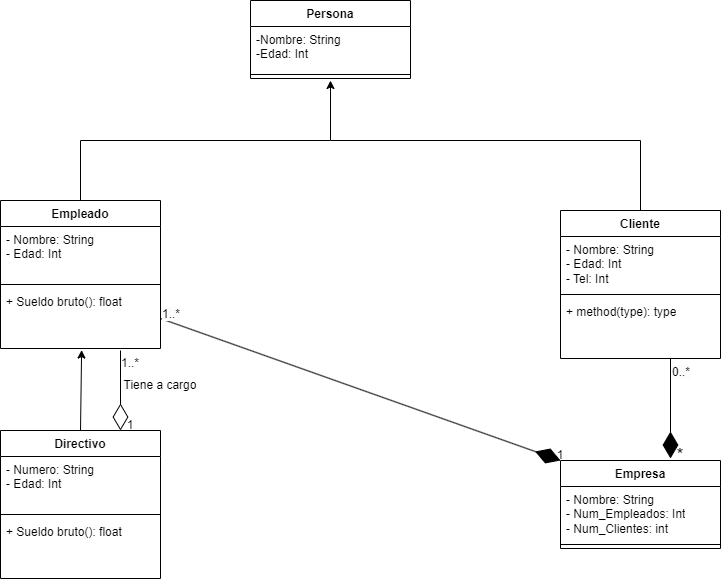 Persona
-Nombre: String
-Edad: Int
Empleado
- Nombre: String
- Edad: Int
+ Sueldo bruto(): float
Cliente
- Nombre: String
- Edad: Int
- Tel: Int
+ method(type): type
1..*
1..*
Tiene a cargo
1
0..*
Directivo
- Numero: String
- Edad: Int
+ Sueldo bruto(): float
1
*
Empresa
- Nombre: String
- Num_Empleados: Int
- Num_Clientes: int